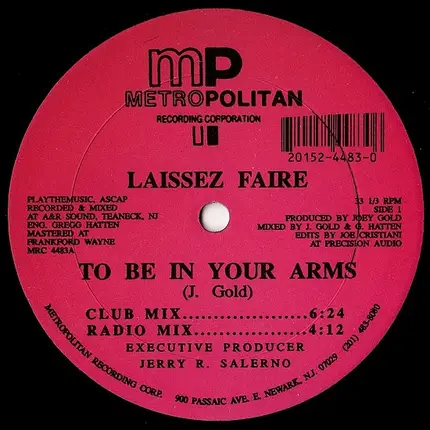 mp
METROPOLITAN
RECORDING CORPORATION
20152-4483-0
LAISSEZ FAIRE
PLAYTHEMUSIC, ASCAP
RECORDED & MIXED
AT A&R SOUND, TEANECK, NJ
ENG. GREGG HATTEN
MASTERED AT
FRANKFORD WAYNE
MRC 4483A
33 1/3 RPM
SIDE 1
PRODUCED BY JOEY GOLD
MIXED BY J. GOLD & G. HATTEN
EDITS BY JOE CRISTIANI
AT PRECISION AUDIO
TO BE IN YOUR ARMS
(J. Gold)
CLUB MIX....................6:24
RADIO MIX..................4:12
EXECUTIVE PRODUCER
JERRY R. SALERNO
METROPOLITAN RECORDING CORP. 900 PASSAIC AVE. E. NEWARK, N.J. 07029 (201) 483-8080